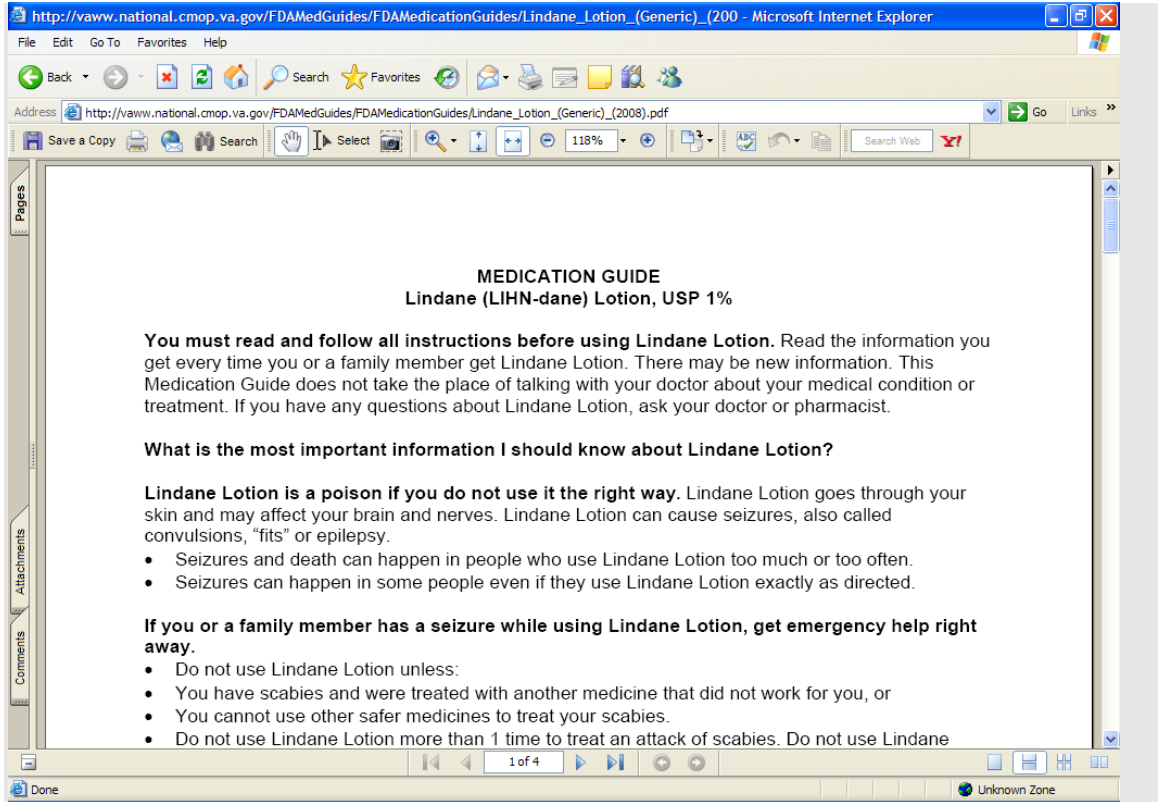 http://vaww.national.cmop.va.gov/FDAMedGuides/FDAMedicationGuides/Lindane_Lotion_(Generic)_(200 - Microsoft Internet Explorer
File Edit Go To Favorites Help
Back Search Favorites
Address http://vaww.national.cmop.va.gov/FDAMedGuides/FDAMedicationGuides/Lindane_Lotion_(Generic)_(2008).pdf Go Links »
Save a Copy Search Select 118% ABC Search Web Y!
Pages
MEDICATION GUIDE
Lindane (LIHN-dane) Lotion, USP 1%
You must read and follow all instructions before using Lindane Lotion. Read the information you
get every time you or a family member get Lindane Lotion. There may be new information. This
Medication Guide does not take the place of talking with your doctor about your medical condition or
treatment. If you have any questions about Lindane Lotion, ask your doctor or pharmacist.
What is the most important information I should know about Lindane Lotion?
Lindane Lotion is a poison if you do not use it the right way. Lindane Lotion goes through your
skin and may affect your brain and nerves. Lindane Lotion can cause seizures, also called
convulsions, “fits” or epilepsy.
• Seizures and death can happen in people who use Lindane Lotion too much or too often.
• Seizures can happen in some people even if they use Lindane Lotion exactly as directed.
Attachments
If you or a family member has a seizure while using Lindane Lotion, get emergency help right
away.
• Do not use Lindane Lotion unless:
• You have scabies and were treated with another medicine that did not work for you, or
• You cannot use other safer medicines to treat your scabies.
• Do not use Lindane Lotion more than 1 time to treat an attack of scabies. Do not use Lindane
Comments
1 of 4
Done Unknown Zone